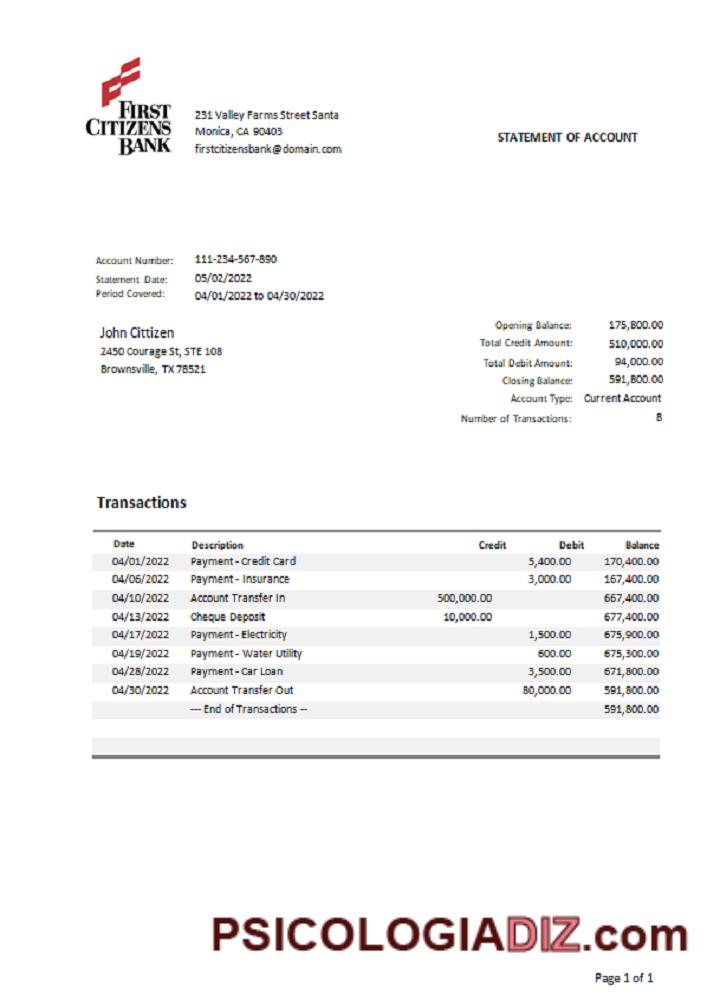 FIRST
CITIZENS
BANK
231 Valley Farms Street Santa
Monica, CA 90403
firstcitizensbank@domain.com
STATEMENT OF ACCOUNT
Account Number: 111-234-567-890
Statement Date: 05/02/2022
Period Covered: 04/01/2022 to 04/30/2022
John Cittizen
2450 Courage St, STE 108
Brownsville, TX 78521
Opening Balance: 175,800.00
Total Credit Amount: 510,000.00
Total Debit Amount: 94,000.00
Closing Balance: 591,800.00
Account Type: Current Account
Number of Transactions: 8
Transactions
Date Description Credit Debit Balance
04/01/2022 Payment - Credit Card 5,400.00 170,400.00
04/06/2022 Payment - Insurance 3,000.00 167,400.00
04/10/2022 Account Transfer In 500,000.00 667,400.00
04/13/2022 Cheque Deposit 10,000.00 677,400.00
04/17/2022 Payment - Electricity 1,500.00 675,900.00
04/19/2022 Payment - Water Utility 600.00 675,300.00
04/28/2022 Payment - Car Loan 3,500.00 671,800.00
04/30/2022 Account Transfer Out 80,000.00 591,800.00
--- End of Transactions -- 591,800.00
PSICOLOGIADIZ.com
Page 1 of 1